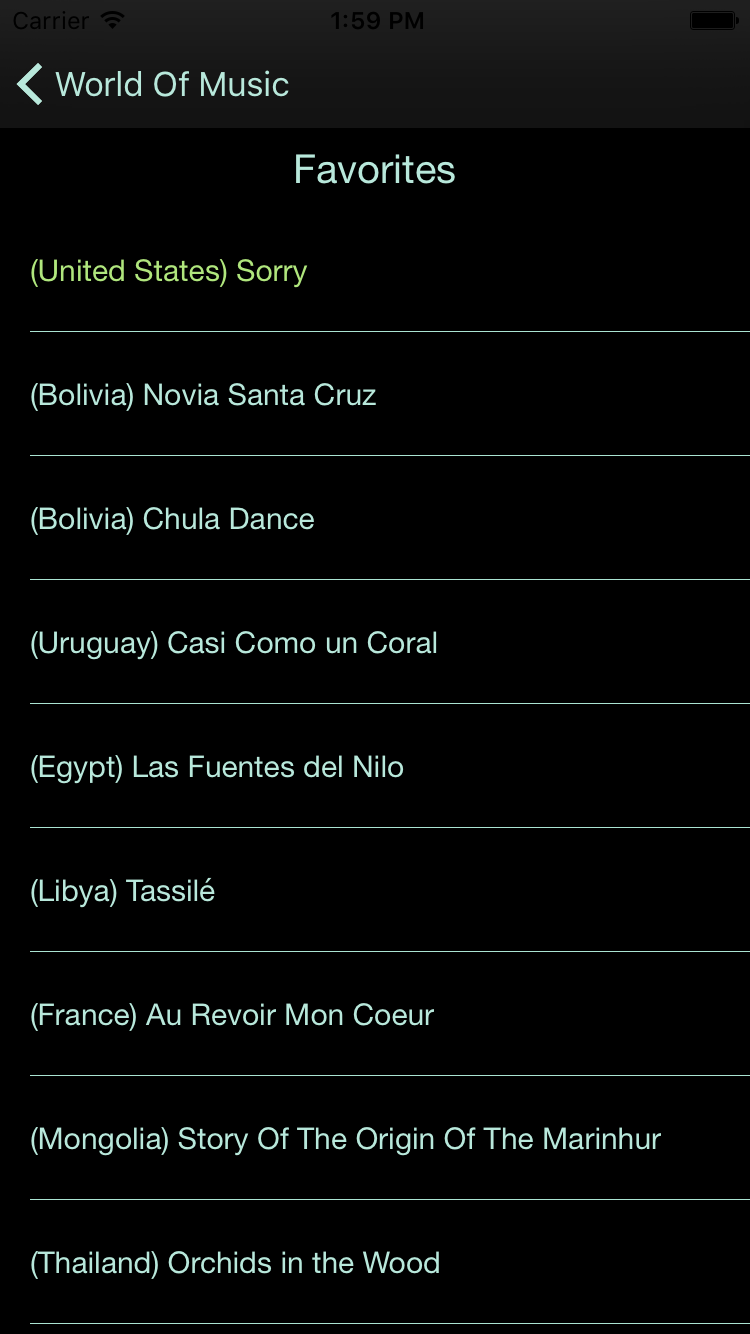 Carrier 1:59 PM
World Of Music
Favorites
(United States) Sorry
(Bolivia) Novia Santa Cruz
(Bolivia) Chula Dance
(Uruguay) Casi Como un Coral
(Egypt) Las Fuentes del Nilo
(Libya) Tassilé
(France) Au Revoir Mon Coeur
(Mongolia) Story Of The Origin Of The Marinhur
(Thailand) Orchids in the Wood